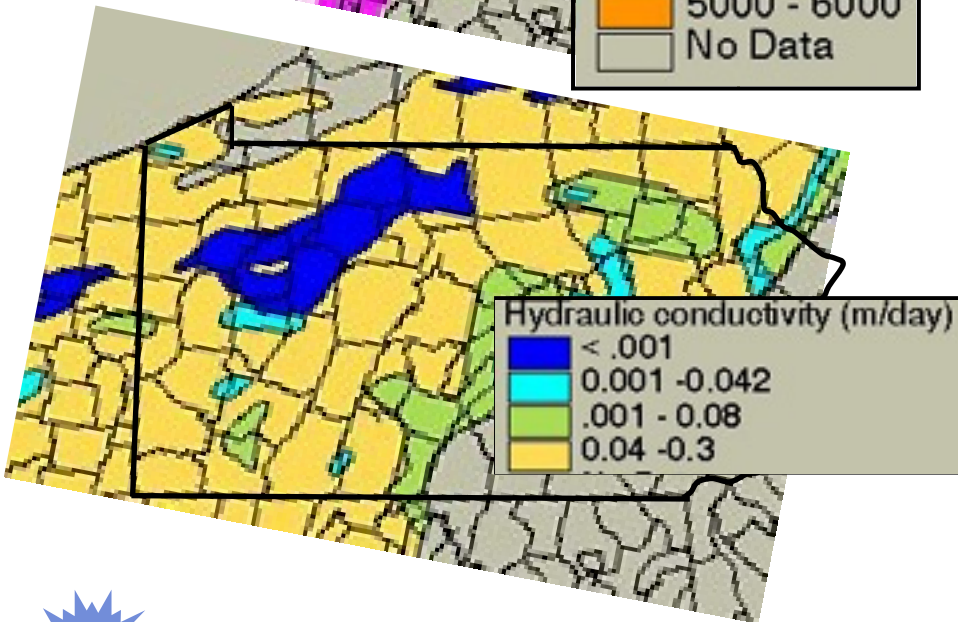 5000 - 6000
No Data
Hydraulic conductivity (m/day)
< .001
0.001 -0.042
.001 - 0.08
0.04 -0.3